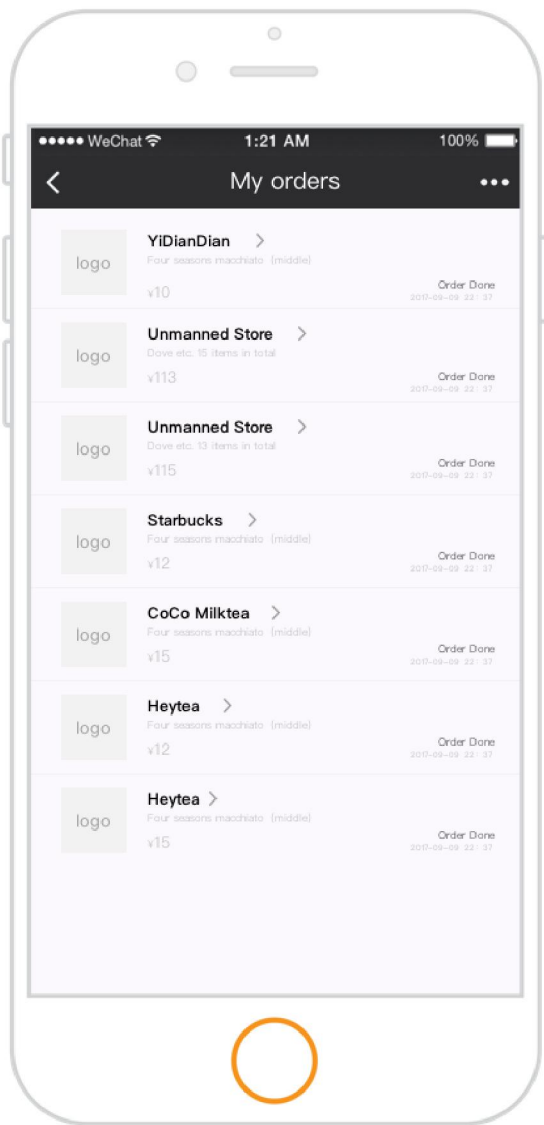 WeChat 1:21 AM 100%
My orders
logo
YiDianDian
Four seasons macchiato (middle)
¥10
Order Done
2017-09-09 22:37
logo
Unmanned Store
Dove etc. 15 items in total
¥113
Order Done
2017-09-09 22:37
logo
Unmanned Store
Dove etc. 13 items in total
¥115
Order Done
2017-09-09 22:37
logo
Starbucks
Four seasons macchiato (middle)
¥12
Order Done
2017-09-09 22:37
logo
CoCo Milktea
Four seasons macchiato (middle)
¥15
Order Done
2017-09-09 22:37
logo
Heytea
Four seasons macchiato (middle)
¥12
Order Done
2017-09-09 22:37
logo
Heytea
Four seasons macchiato (middle)
¥15
Order Done
2017-09-09 22:37